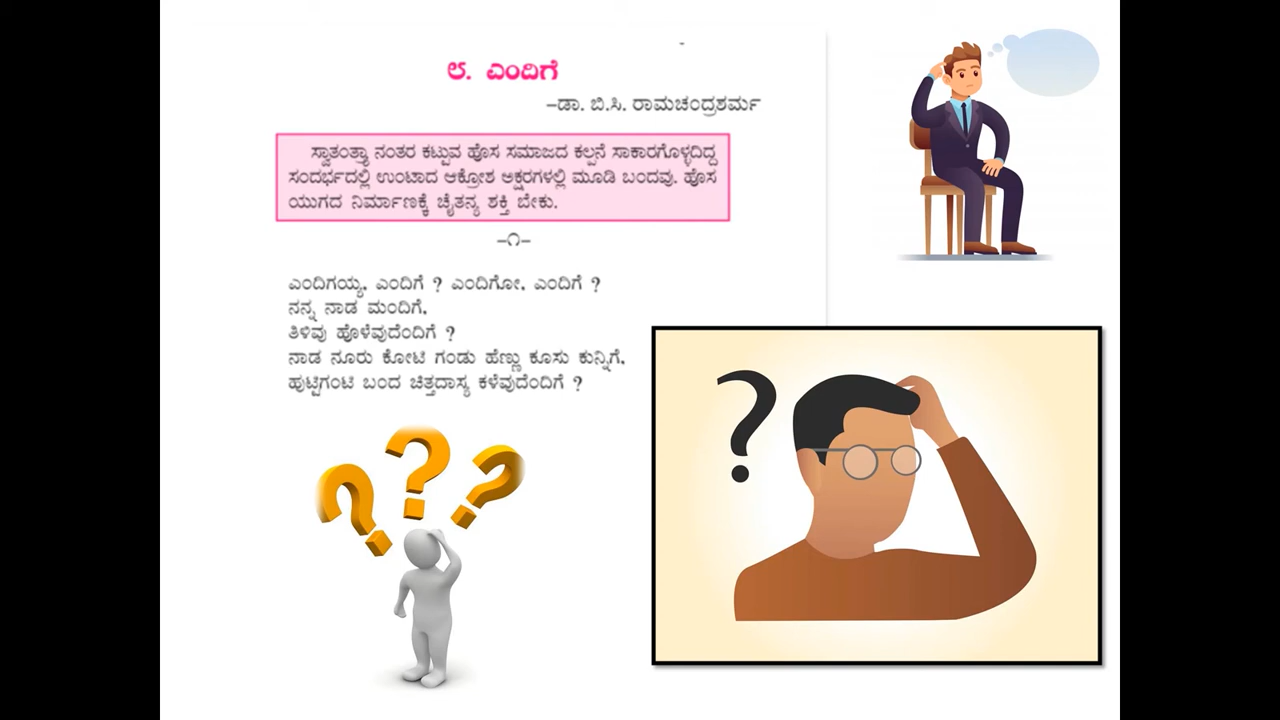 ೮. ಎಂದಿಗೆ
–ಡಾ. ಬಿ.ಸಿ. ರಾಮಚಂದ್ರಶರ್ಮ
ಸ್ವಾತಂತ್ರ್ಯಾ ನಂತರ ಕಟ್ಟುವ ಹೊಸ ಸಮಾಜದ ಕಲ್ಪನೆ ಸಾಕಾರಗೊಳ್ಳದಿದ್ದ
ಸಂದರ್ಭದಲ್ಲಿ ಉಂಟಾದ ಆಕ್ರೋಶ ಅಕ್ಷರಗಳಲ್ಲಿ ಮೂಡಿ ಬಂದವು. ಹೊಸ
ಯುಗದ ನಿರ್ಮಾಣಕ್ಕೆ ಚೈತನ್ಯ ಶಕ್ತಿ ಬೇಕು.
–೧–
ಎಂದಿಗಯ್ಯ, ಎಂದಿಗೆ ? ಎಂದಿಗೋ, ಎಂದಿಗೆ ?
ನನ್ನ ನಾಡ ಮಂದಿಗೆ,
ತಿಳಿವು ಹೊಳೆವುದೆಂದಿಗೆ ?
ನಾಡ ನೂರು ಕೋಟಿ ಗಂಡು ಹೆಣ್ಣು ಕೂಸು ಕುನ್ನಿಗೆ,
ಹುಟ್ಟಿಗಂಟಿ ಬಂದ ಚಿತ್ತದಾಸ್ಯ ಕಳೆವುದೆಂದಿಗೆ ?